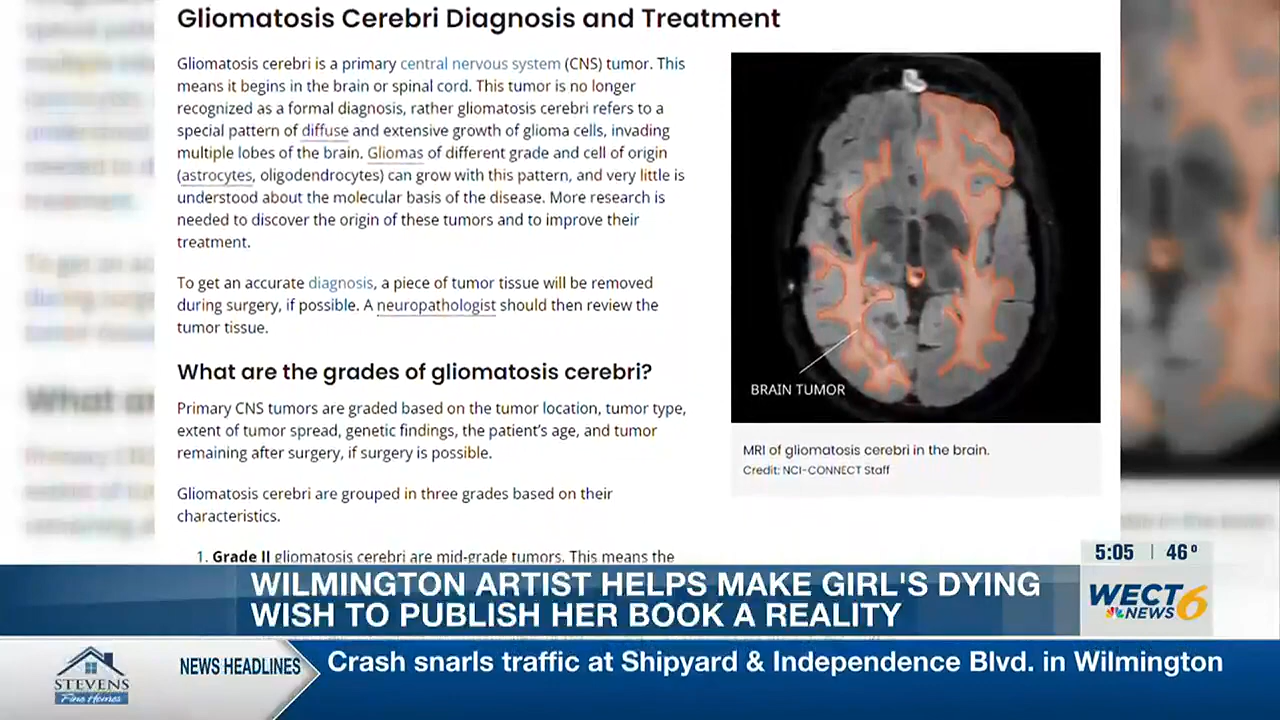 Gliomatosis Cerebri Diagnosis and Treatment
Gliomatosis cerebri is a primary central nervous system (CNS) tumor. This
means it begins in the brain or spinal cord. This tumor is no longer
recognized as a formal diagnosis, rather gliomatosis cerebri refers to a
special pattern of diffuse and extensive growth of glioma cells, invading
multiple lobes of the brain. Gliomas of different grade and cell of origin
(astrocytes, oligodendrocytes) can grow with this pattern, and very little is
understood about the molecular basis of the disease. More research is
needed to discover the origin of these tumors and to improve their
treatment.
To get an accurate diagnosis, a piece of tumor tissue will be removed
during surgery, if possible. A neuropathologist should then review the
tumor tissue.
What are the grades of gliomatosis cerebri?
Primary CNS tumors are graded based on the tumor location, tumor type,
extent of tumor spread, genetic findings, the patient's age, and tumor
remaining after surgery, if surgery is possible.
Gliomatosis cerebri are grouped in three grades based on their
characteristics.
1. Grade II gliomatosis cerebri are mid-grade tumors. This means the
BRAIN TUMOR
MRI of gliomatosis cerebri in the brain.
Credit: NCI-CONNECT Staff
5:05 | 46°
WILMINGTON ARTIST HELPS MAKE GIRL'S DYING
WISH TO PUBLISH HER BOOK A REALITY
WECT 6
NEWS
STEVENS
Fine Homes
NEWS HEADLINES
Crash snarls traffic at Shipyard & Independence Blvd. in Wilmington